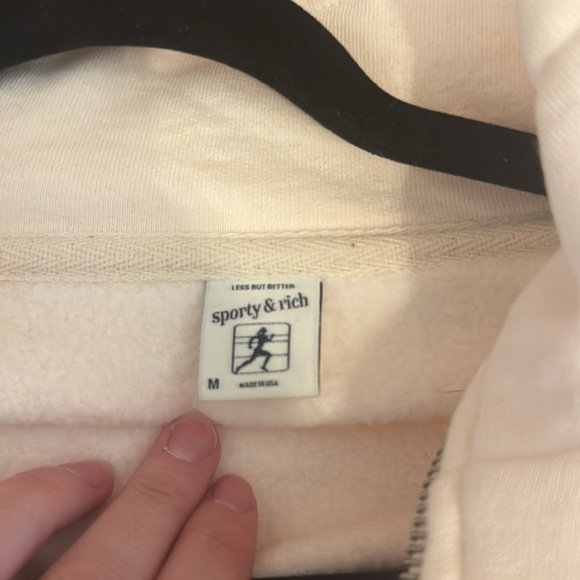 LESS BUT BETTER
sporty & rich
M
MADE IN USA